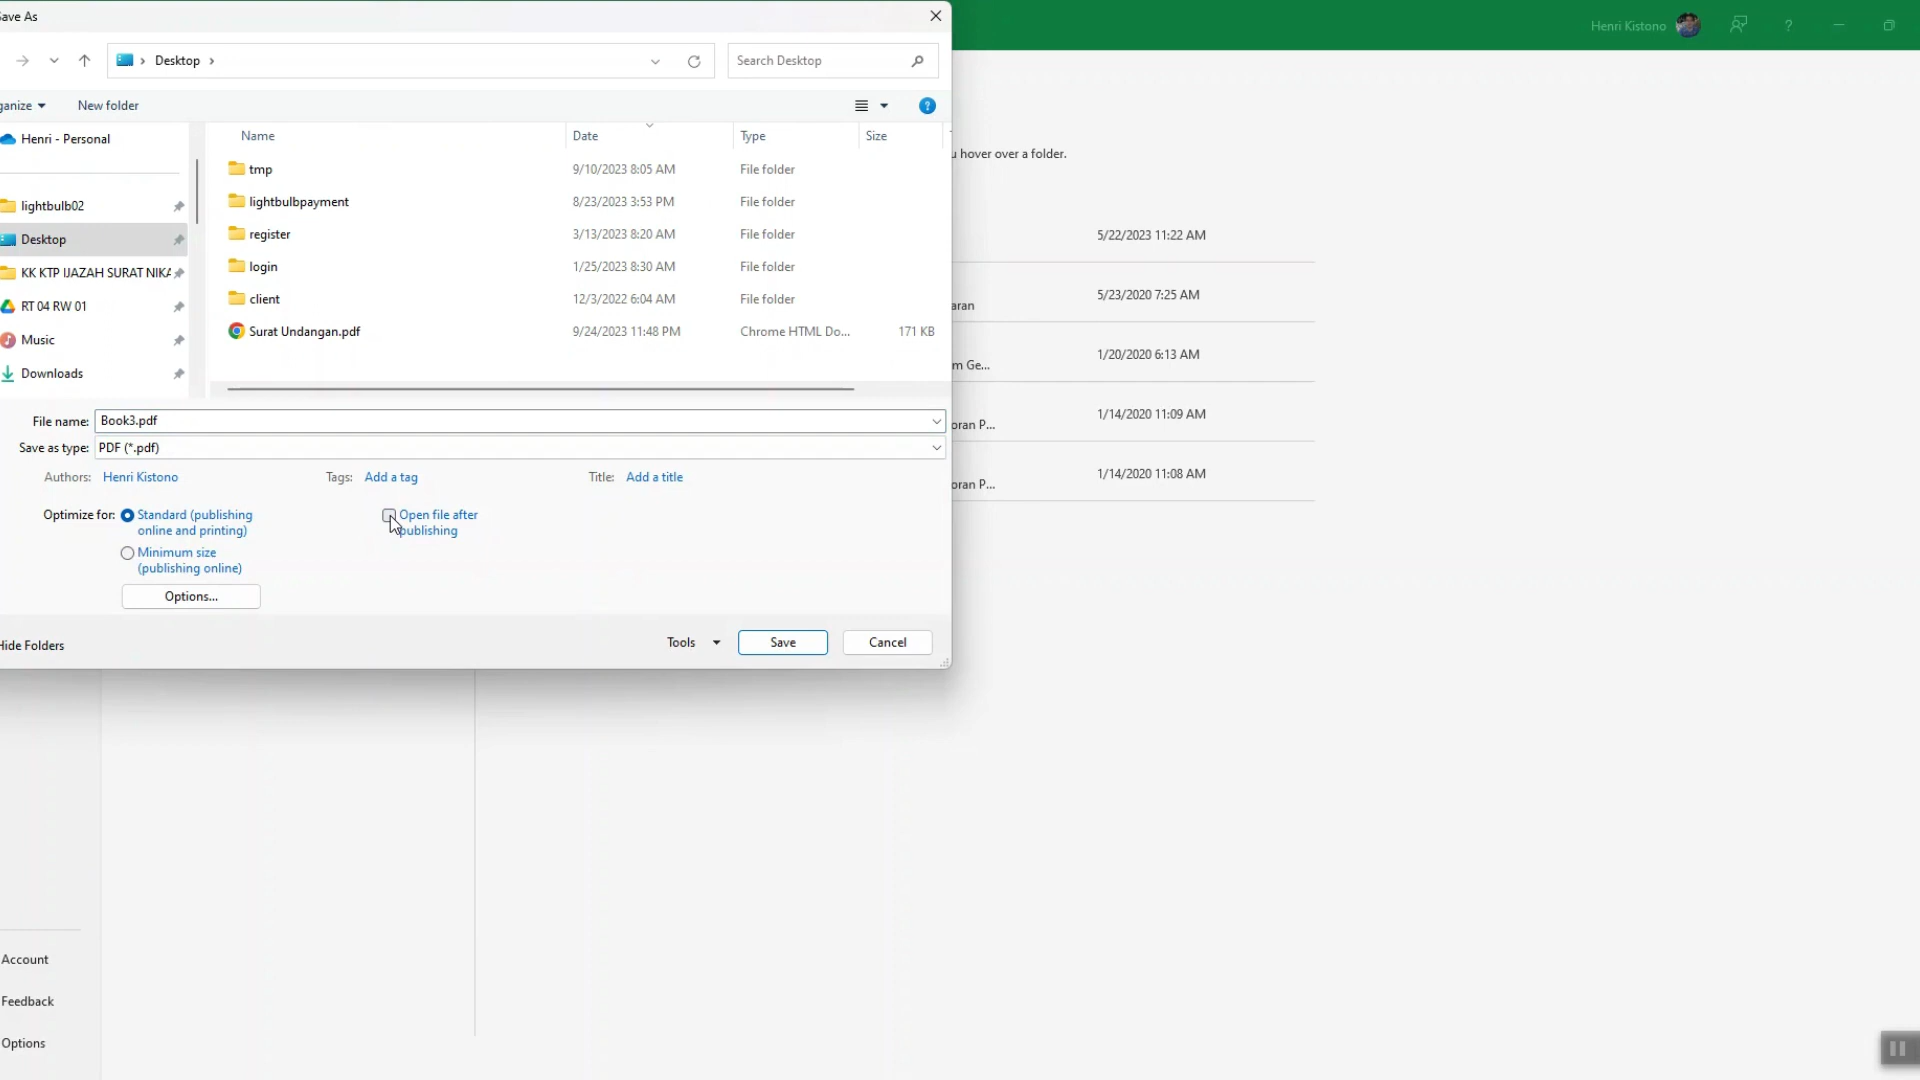 Save As
Henri Kistono
?
Desktop
Search Desktop
New folder
?
u hover over a folder.
Henri - Personal
lightbulb02
Desktop
KK KTP IJAZAH SURAT NIKA
RT 04 RW 01
Music
Downloads
Name Date Type Size
tmp 9/10/2023 8:05 AM File folder
lightbulbpayment 8/23/2023 3:53 PM File folder
register 3/13/2023 8:20 AM File folder
login 1/25/2023 8:30 AM File folder
client 12/3/2022 6:04 AM File folder
Surat Undangan.pdf 9/24/2023 11:48 PM Chrome HTML Do... 171 KB
5/22/2023 11:22 AM
aran 5/23/2020 7:25 AM
m Ge... 1/20/2020 6:13 AM
oran P... 1/14/2020 11:09 AM
oran P... 1/14/2020 11:08 AM
File name: Book3.pdf
Save as type: PDF (*.pdf)
Authors: Henri Kistono Tags: Add a tag Title: Add a title
Optimize for: Standard (publishing
online and printing)
Minimum size
(publishing online)
Open file after
publishing
Options...
Hide Folders
Tools Save Cancel
Account
Feedback
Options